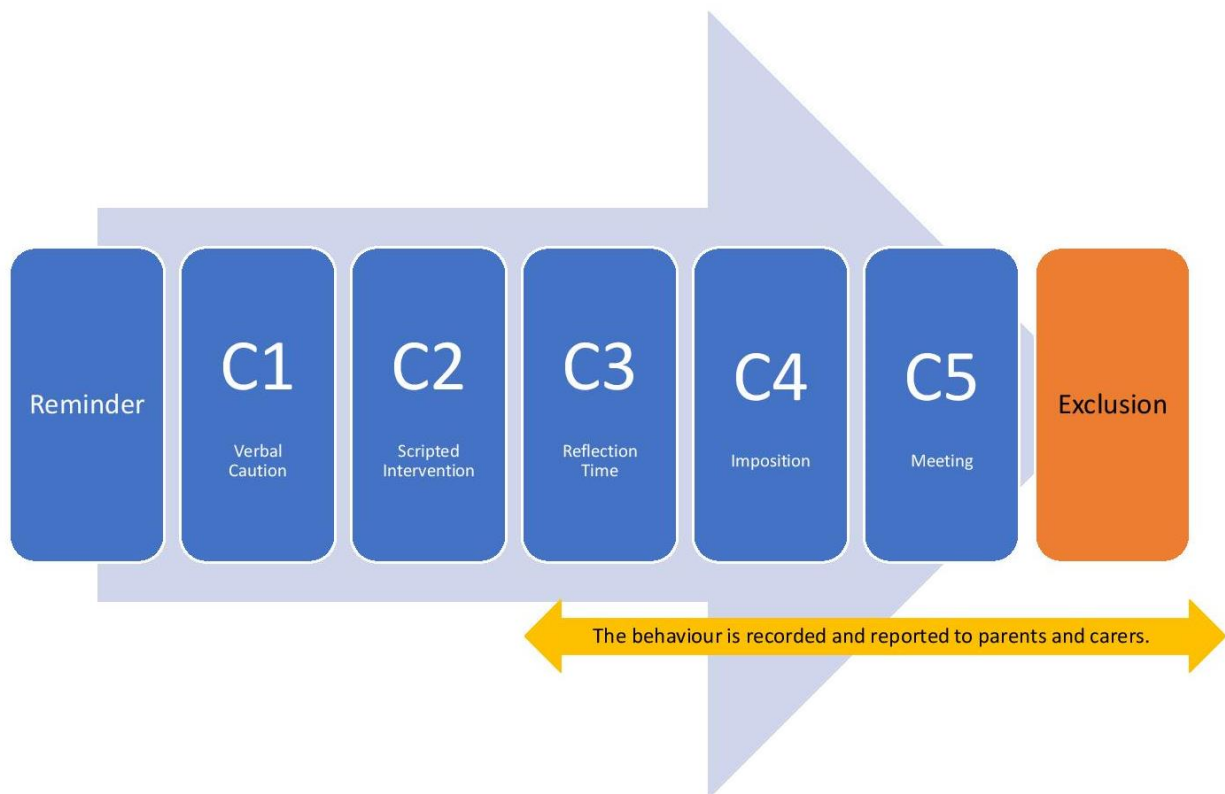 Reminder
C1
Verbal
Caution
C2
Scripted
Intervention
C3
Reflection
Time
C4
Imposition
C5
Meeting
Exclusion
The behaviour is recorded and reported to parents and carers.